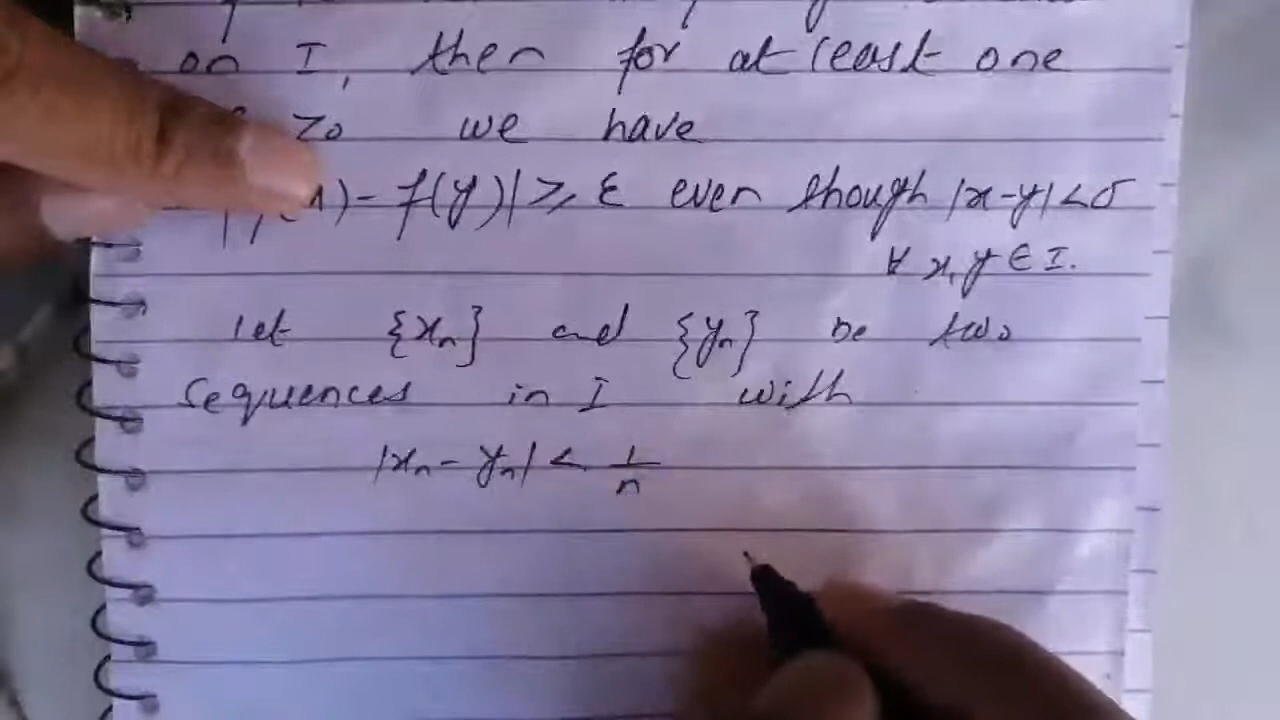 on I, then for at least one
>0 we have
)- f(y)| ≥ ε even though |x-y|<δ
∀ x, y ∈ I.
let {xₙ} and {yₙ} be two
sequences in I with
|xₙ - yₙ| < 1/n